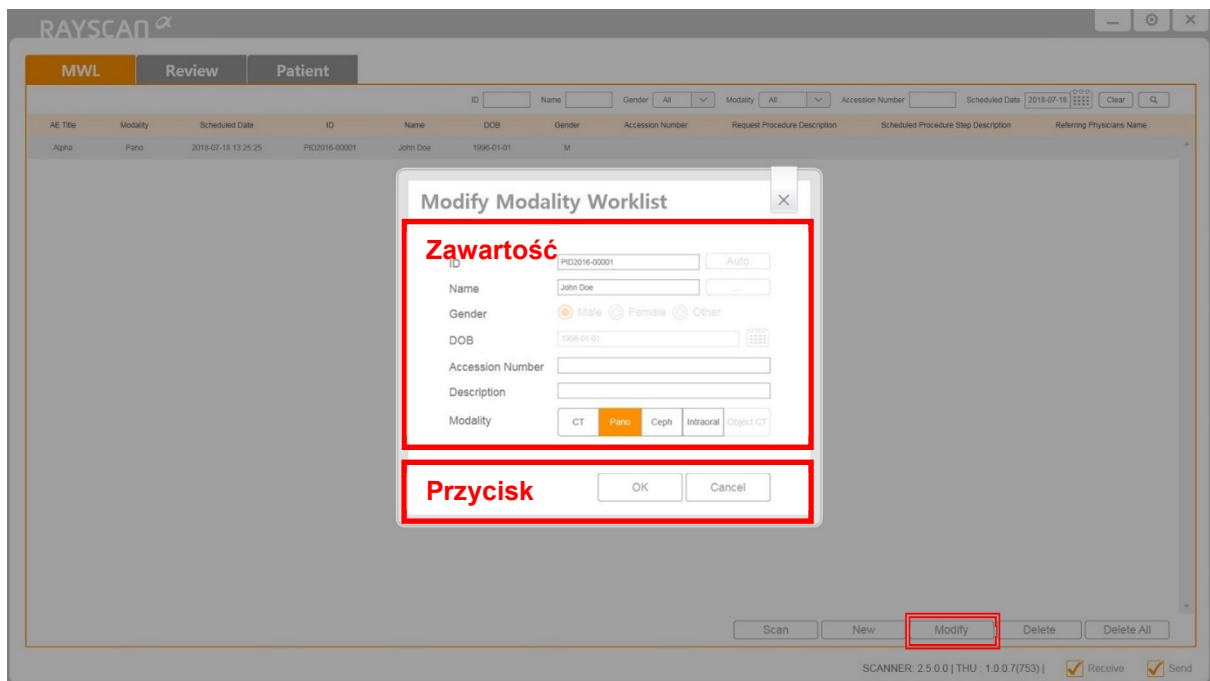 RAYSCAN α
MWL Review Patient
ID Name Gender All Modality All Accession Number Scheduled Date 2018-07-18 Clear
AE Title Modality Scheduled Date ID Name DOB Gender Accession Number Request Procedure Description Scheduled Procedure Step Description Referring Physicians Name
Alpha Pano 2018-07-18 13:25:25 PID2016-00001 John Doe 1996-01-01 M
Modify Modality Worklist
Zawartość
ID PID2016-00001 Auto
Name John Doe ...
Gender Male Female Other
DOB 1996-01-01
Accession Number
Description
Modality CT Pano Ceph Intraoral Object CT
Przycisk OK Cancel
Scan New Modify Delete Delete All
SCANNER: 2.5.0.0 | THU : 1.0.0.7(753) | Receive Send